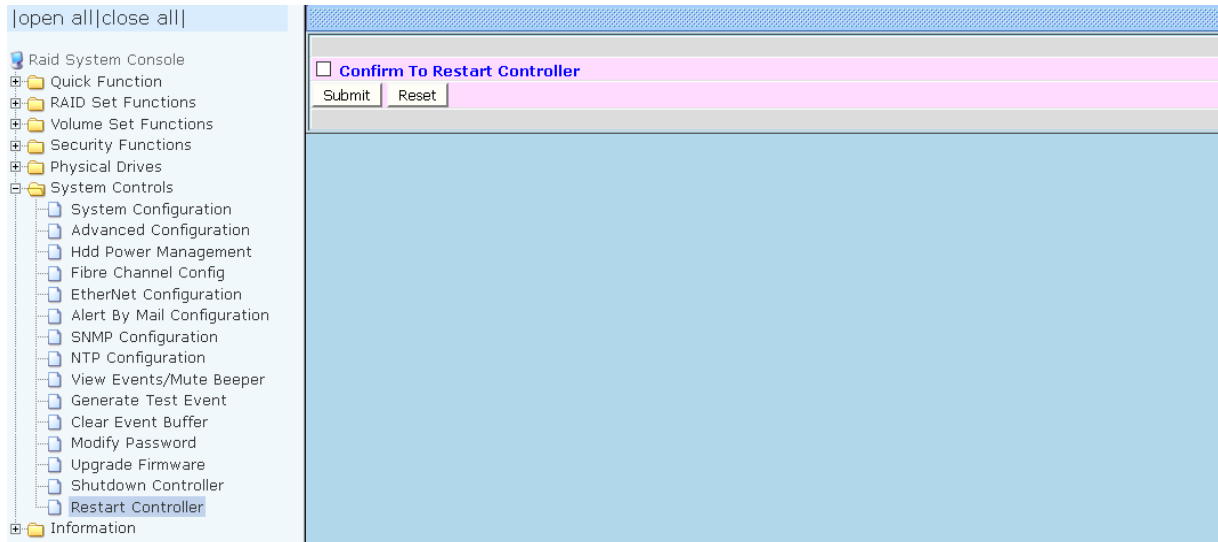 |open all|close all|
Raid System Console
Quick Function
RAID Set Functions
Volume Set Functions
Security Functions
Physical Drives
System Controls
System Configuration
Advanced Configuration
Hdd Power Management
Fibre Channel Config
EtherNet Configuration
Alert By Mail Configuration
SNMP Configuration
NTP Configuration
View Events/Mute Beeper
Generate Test Event
Clear Event Buffer
Modify Password
Upgrade Firmware
Shutdown Controller
Restart Controller
Information
Confirm To Restart Controller
Submit Reset